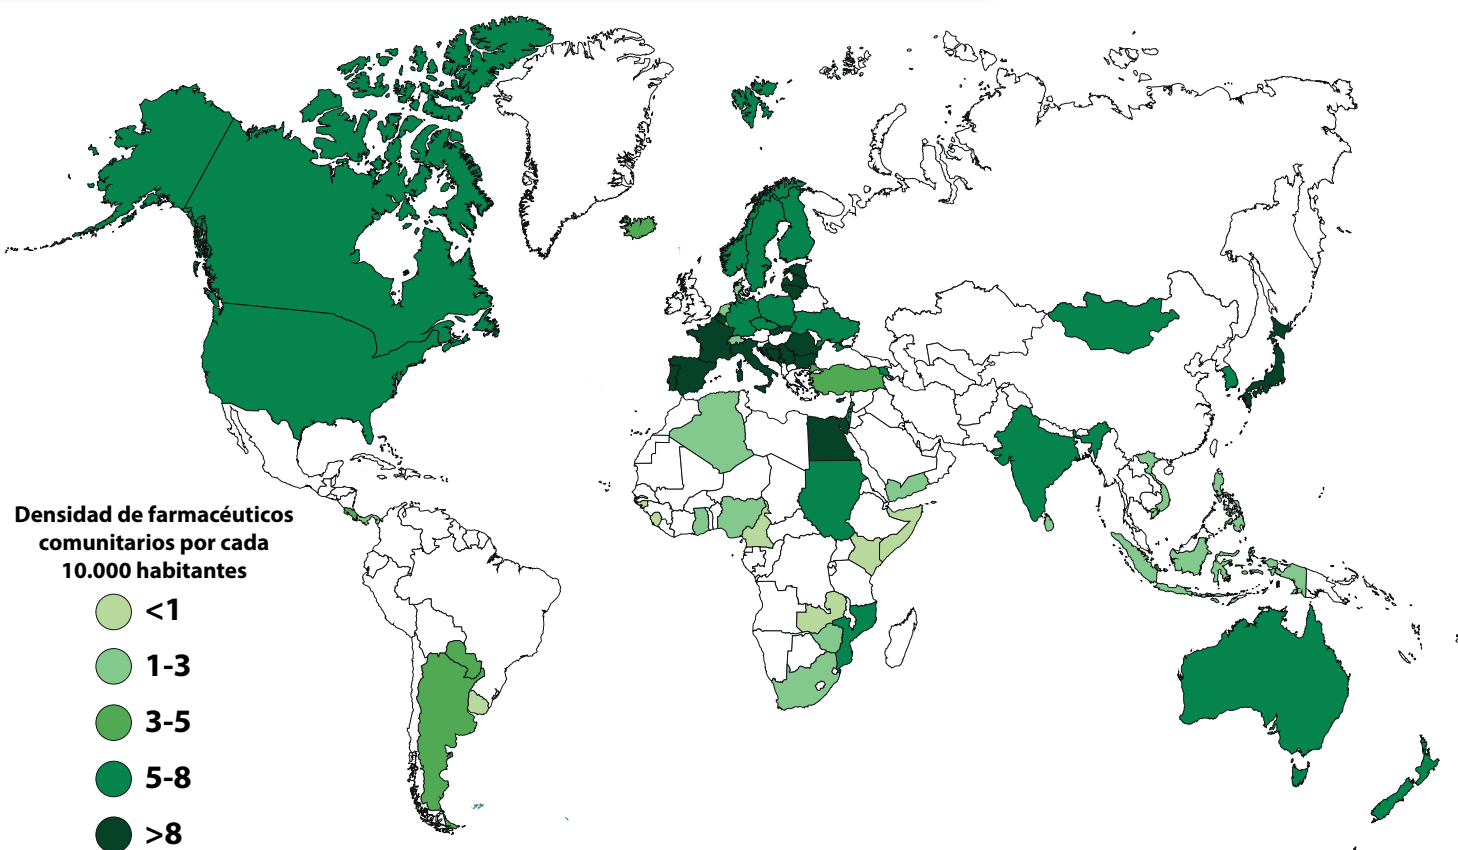 Densidad de farmacéuticos
comunitarios por cada
10.000 habitantes
<1
1-3
3-5
5-8
>8